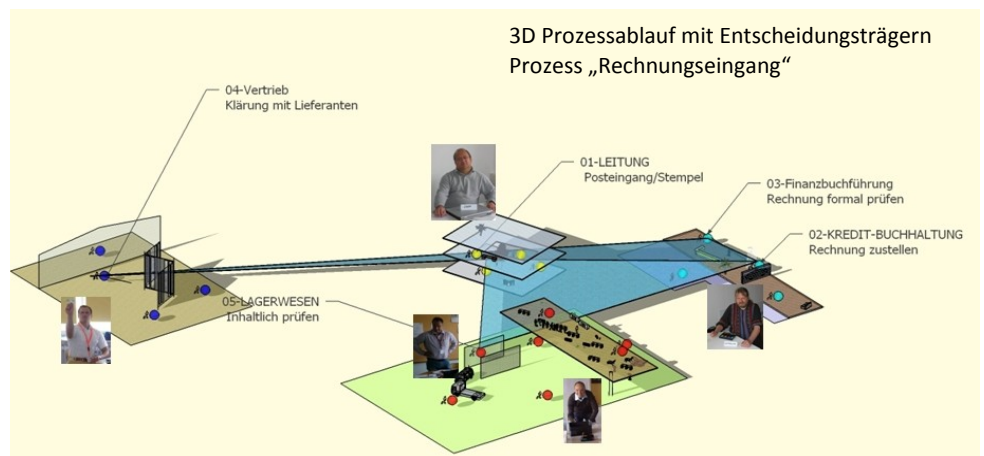 3D Prozessablauf mit Entscheidungsträgern
Prozess „Rechnungseingang“
04-Vertrieb
Klärung mit Lieferanten
01-LEITUNG
Posteingang/Stempel
03-Finanzbuchführung
Rechnung formal prüfen
02-KREDIT-BUCHHALTUNG
Rechnung zustellen
05-LAGERWESEN
Inhaltlich prüfen